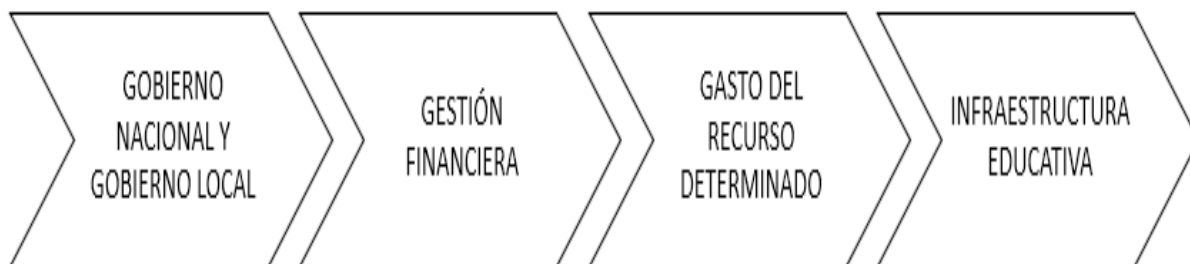 GOBIERNO
NACIONAL Y
GOBIERNO LOCAL
GESTIÓN
FINANCIERA
GASTO DEL
RECURSO
DETERMINADO
INFRAESTRUCTURA
EDUCATIVA